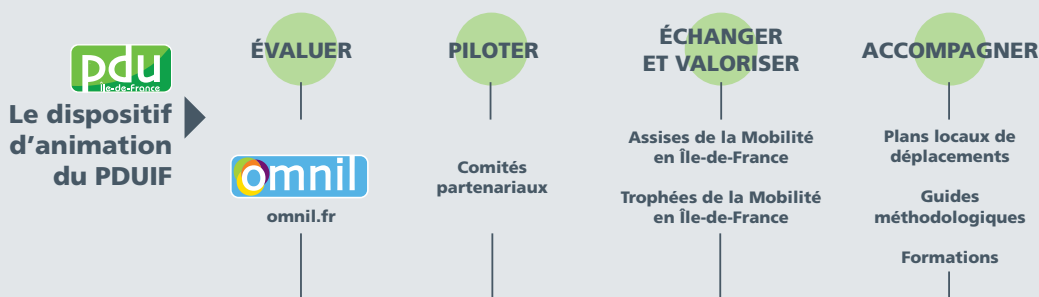 pdu
Île-de-France
Le dispositif
d'animation
du PDUIF
ÉVALUER
omnil
omnil.fr
PILOTER
Comités
partenariaux
ÉCHANGER
ET VALORISER
Assises de la Mobilité
en Île-de-France
Trophées de la Mobilité
en Île-de-France
ACCOMPAGNER
Plans locaux de
déplacements
Guides
méthodologiques
Formations